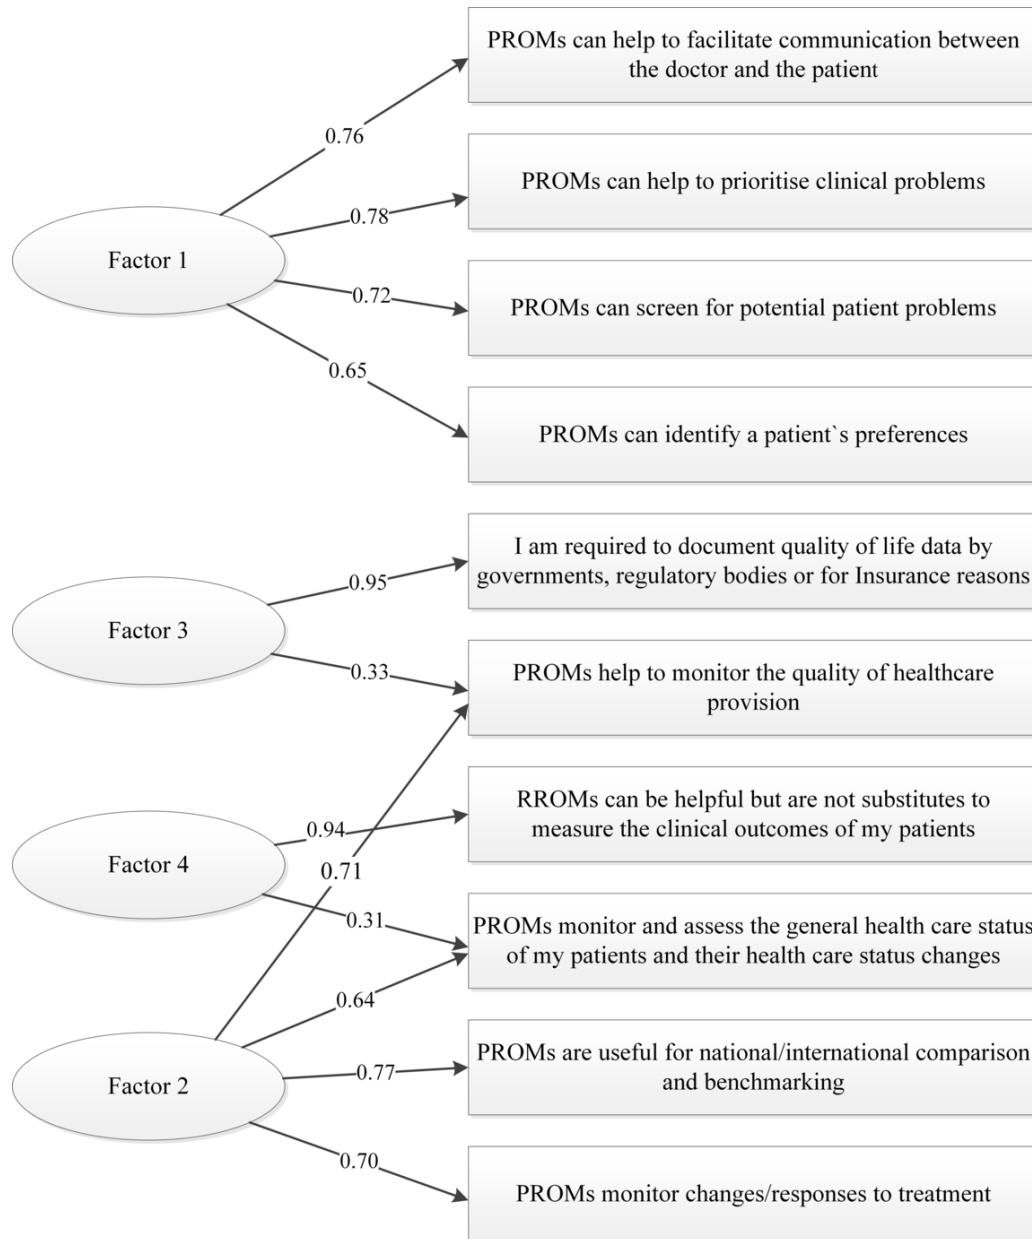 PROMs can help to facilitate communication between
the doctor and the patient
0.76
PROMs can help to prioritise clinical problems
0.78
Factor 1
0.72
PROMs can screen for potential patient problems
0.65
PROMs can identify a patient`s preferences
I am required to document quality of life data by
governments, regulatory bodies or for Insurance reasons
0.95
Factor 3
0.33
PROMs help to monitor the quality of healthcare
provision
RROMs can be helpful but are not substitutes to
measure the clinical outcomes of my patients
0.94
Factor 4
0.71
0.31
PROMs monitor and assess the general health care status
of my patients and their health care status changes
0.64
PROMs are useful for national/international comparison
and benchmarking
0.77
Factor 2
0.70
PROMs monitor changes/responses to treatment